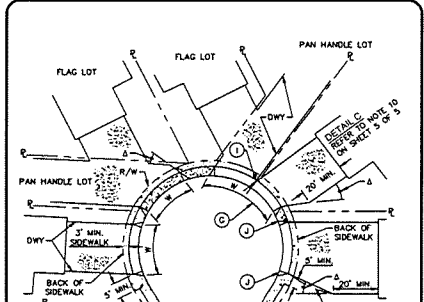 PAN HANDLE LOT
FLAG LOT
FLAG LOT
DWY
DETAIL C
REFER TO NOTE 10
ON SHEET 5 OF 5
I
R/W
W
W
PAN HANDLE LOT
20' MIN.
G
J
3' MIN.
SIDEWALK
DWY
W
BACK OF
SIDEWALK
5' MIN.
BACK OF
SIDEWALK
5' MIN.
J
20' MIN.